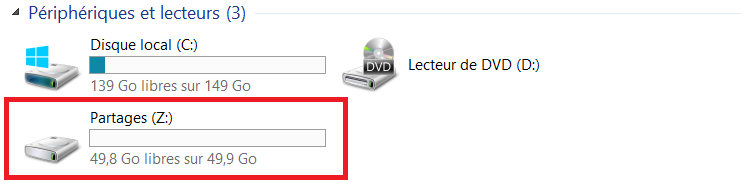 Périphériques et lecteurs (3)
Disque local (C:)
139 Go libres sur 149 Go
DVD
Lecteur de DVD (D:)
Partages (Z:)
49,8 Go libres sur 49,9 Go